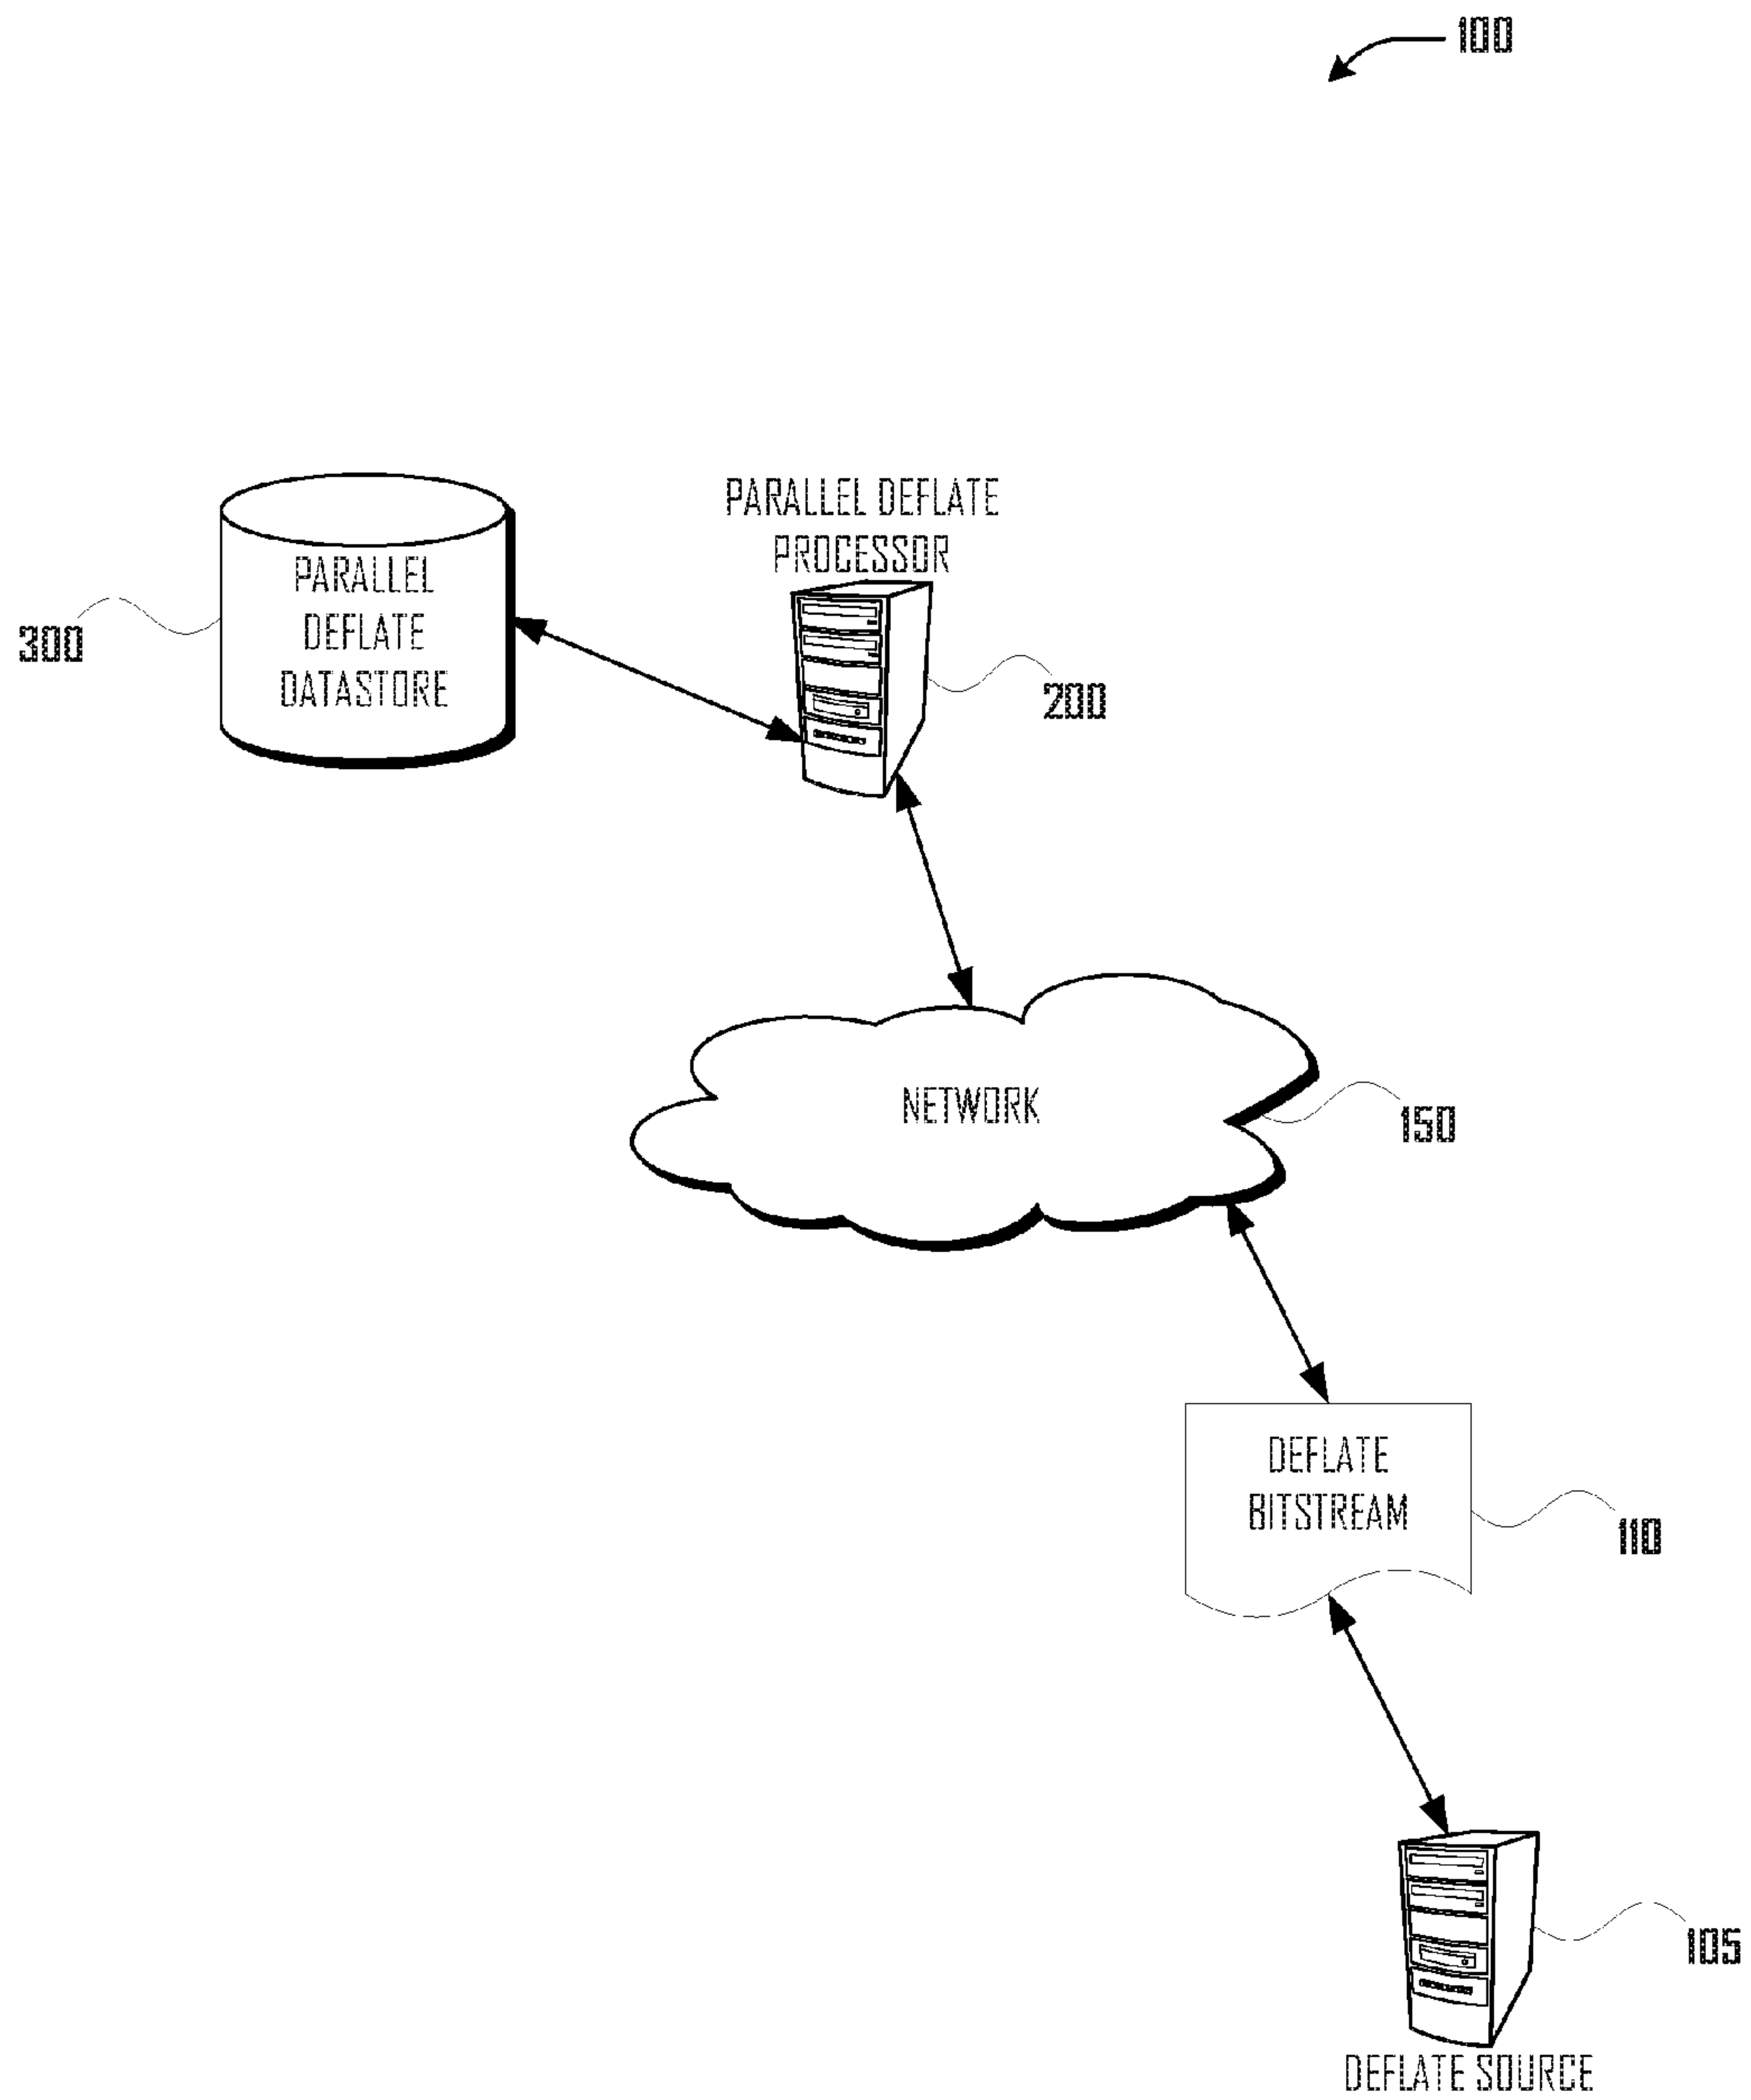 100
PARALLEL DEFLATE
PROCESSOR
PARALLEL
DEFLATE
DATASTORE
300
200
NETWORK
150
DEFLATE
BITSTREAM
110
105
DEFLATE SOURCE